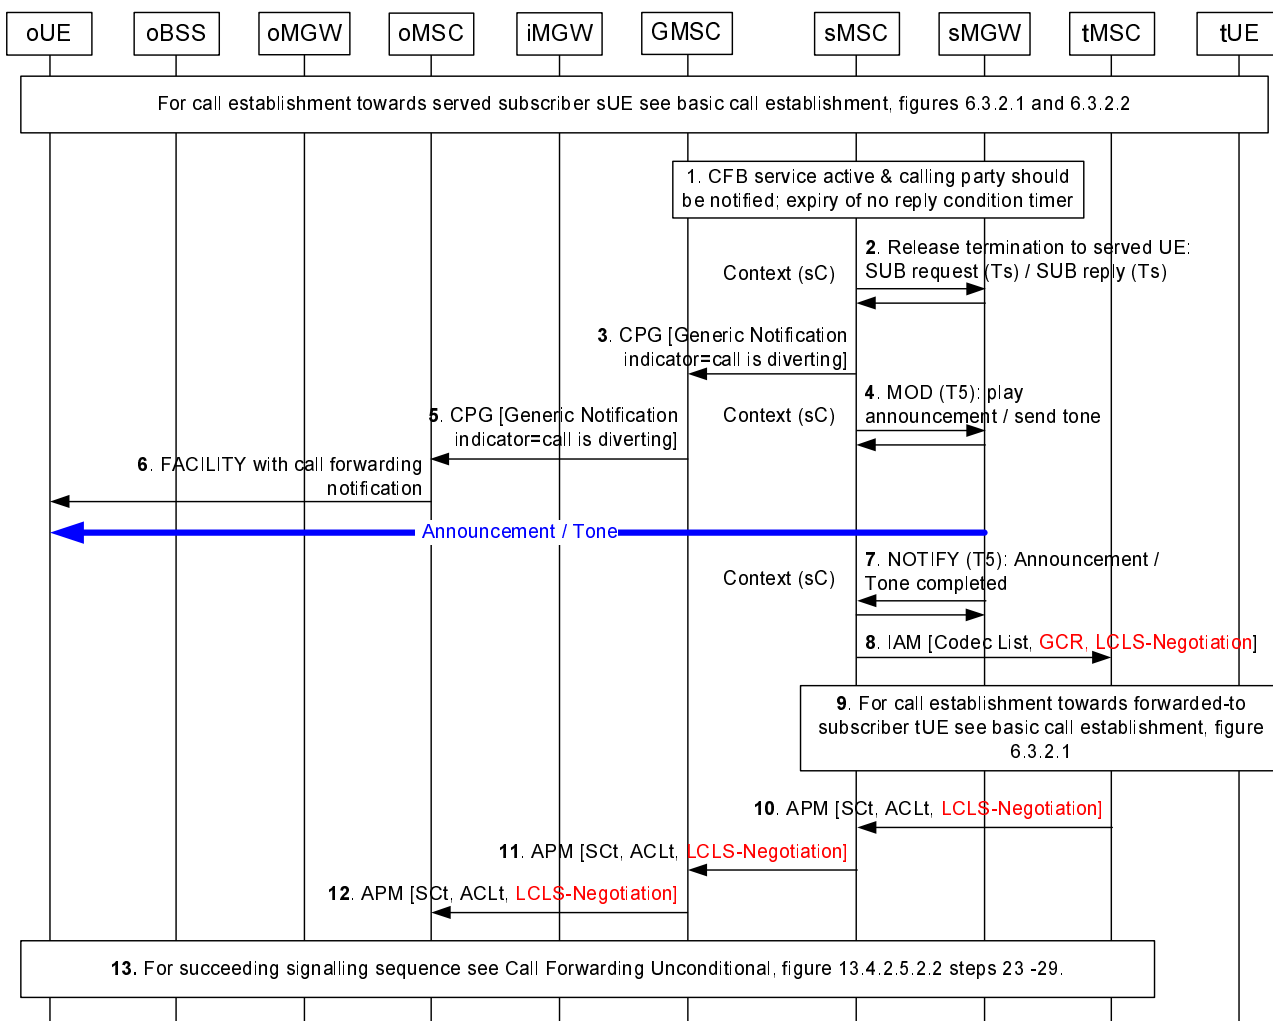 oUE oBSS oMGW oMSC iMGW GMSC sMSC sMGW tMSC tUE
For call establishment towards served subscriber sUE see basic call establishment, figures 6.3.2.1 and 6.3.2.2
1. CFB service active & calling party should
be notified; expiry of no reply condition timer
2. Release termination to served UE:
SUB request (Ts) / SUB reply (Ts)
Context (sC)
3. CPG [Generic Notification
indicator=call is diverting]
4. MOD (T5): play
announcement / send tone
Context (sC)
5. CPG [Generic Notification
indicator=call is diverting]
6. FACILITY with call forwarding
notification
Announcement / Tone
7. NOTIFY (T5): Announcement /
Tone completed
Context (sC)
8. IAM [Codec List, GCR, LCLS-Negotiation]
9. For call establishment towards forwarded-to
subscriber tUE see basic call establishment, figure
6.3.2.1
10. APM [SCt, ACLt, LCLS-Negotiation]
11. APM [SCt, ACLt, LCLS-Negotiation]
12. APM [SCt, ACLt, LCLS-Negotiation]
13. For succeeding signalling sequence see Call Forwarding Unconditional, figure 13.4.2.5.2.2 steps 23 -29.